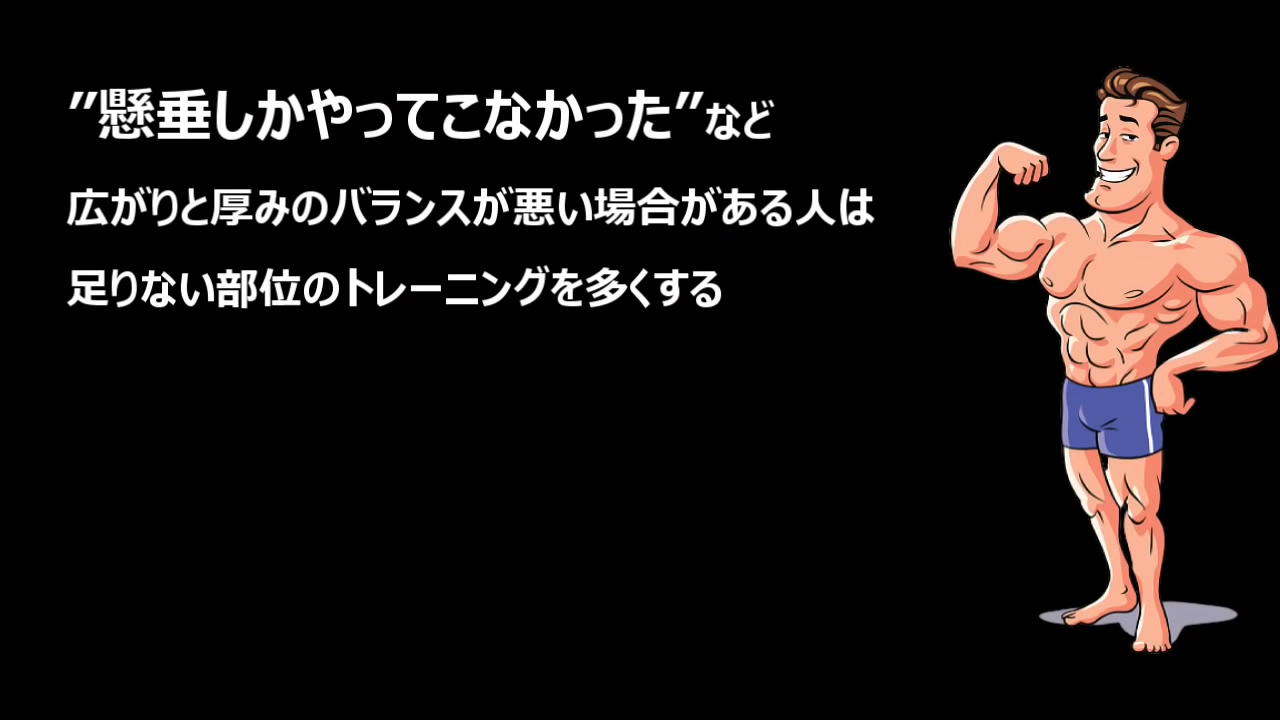 ”懸垂しかやってこなかった”など
広がりと厚みのバランスが悪い場合がある人は
足りない部位のトレーニングを多くする